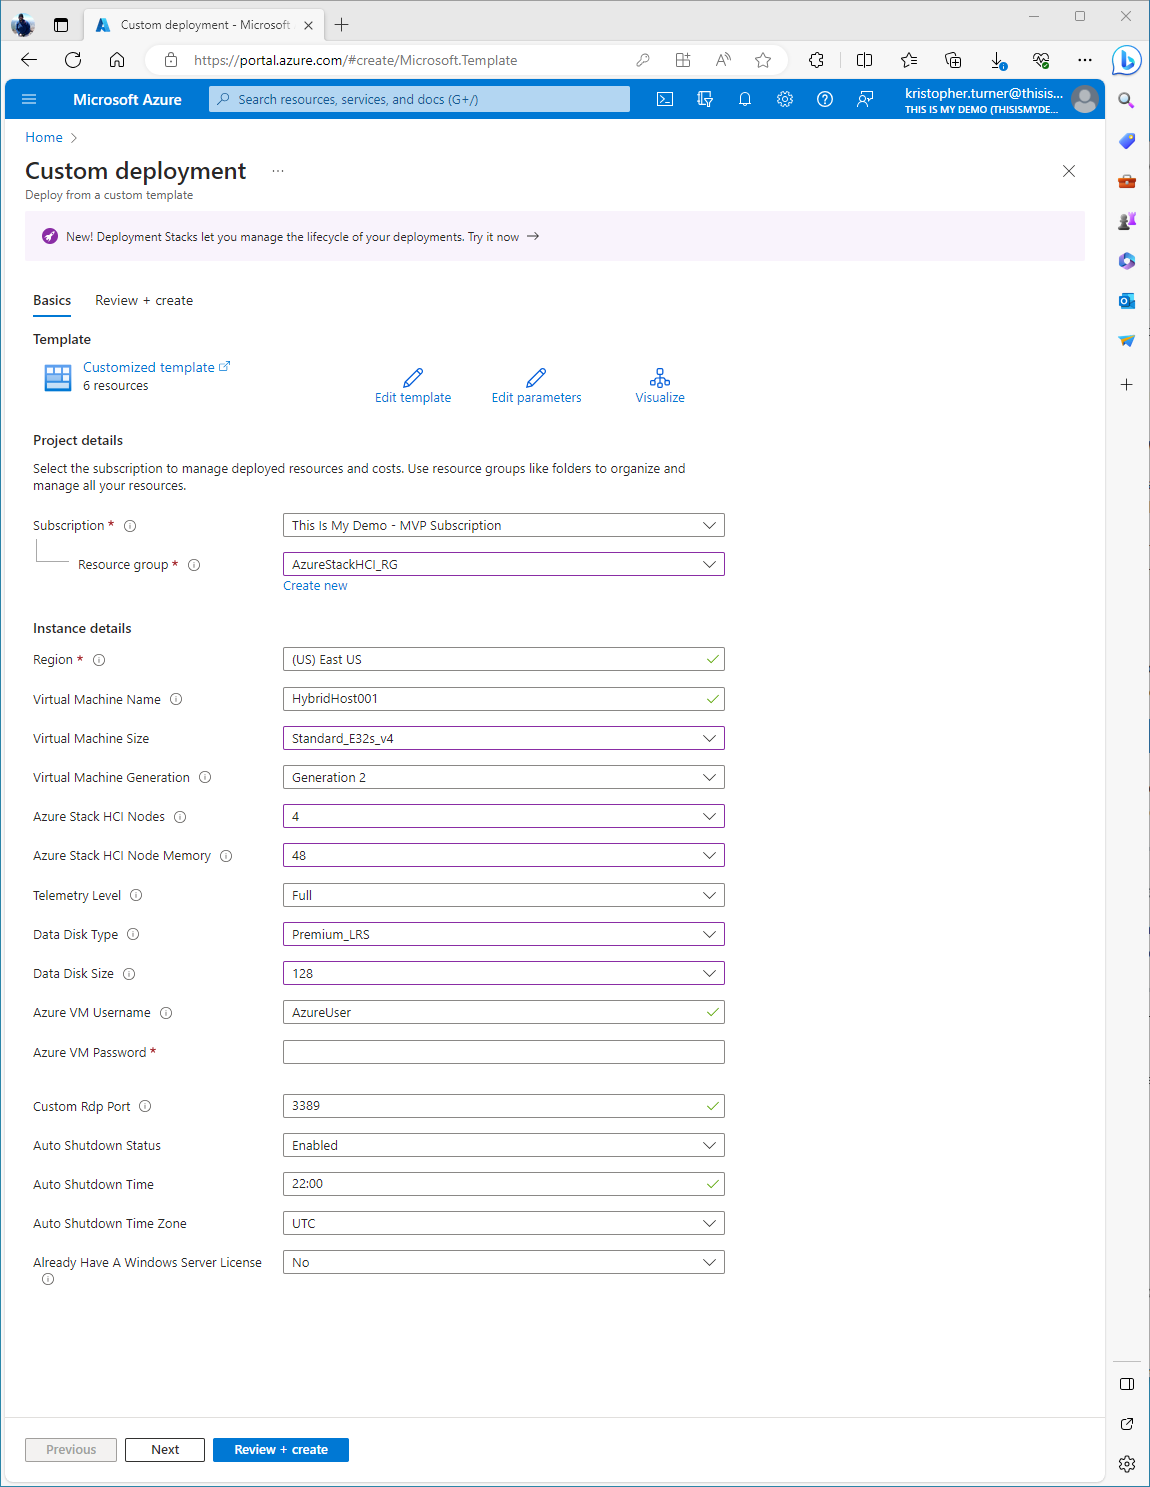 Custom deployment - Microsoft
https://portal.azure.com/#create/Microsoft.Template
Microsoft Azure
Search resources, services, and docs (G+/)
kristopher.turner@thisis...
THIS IS MY DEMO (THISISMYDE...
Home
Custom deployment
...
Deploy from a custom template
New! Deployment Stacks let you manage the lifecycle of your deployments. Try it now →
Basics
Review + create
Template
Customized template
6 resources
Edit template
Edit parameters
Visualize
Project details
Select the subscription to manage deployed resources and costs. Use resource groups like folders to organize and
manage all your resources.
Subscription *
This Is My Demo - MVP Subscription
Resource group *
AzureStackHCI_RG
Create new
Instance details
Region *
(US) East US
Virtual Machine Name
HybridHost001
Virtual Machine Size
Standard_E32s_v4
Virtual Machine Generation
Generation 2
Azure Stack HCI Nodes
4
Azure Stack HCI Node Memory
48
Telemetry Level
Full
Data Disk Type
Premium_LRS
Data Disk Size
128
Azure VM Username
AzureUser
Azure VM Password *
Custom Rdp Port
3389
Auto Shutdown Status
Enabled
Auto Shutdown Time
22:00
Auto Shutdown Time Zone
UTC
Already Have A Windows Server License
No
Previous
Next
Review + create